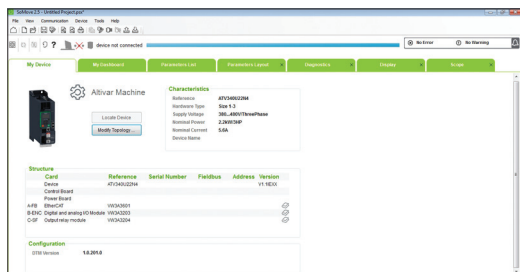 SoMove 2.5 - Untitled Project.psx*
File View Communication Device Tools Help
device not connected
No Error No Warning
My Device My Dashboard Parameters List Parameters Layout Diagnostics Display Scope
Altivar Machine
Locate Device
Modify Topology...
Characteristics
Reference ATV340U22N4
Hardware Type Size 1-3
Supply Voltage 380...480V/ThreePhase
Nominal Power 2.2kW/3HP
Nominal Current 5.6A
Device Name
Structure
Card Reference Serial Number Fieldbus Address Version
Device ATV340U22N4 V1.1IEXX
Control Board
Power Board
A-FB EtherCAT VW3A3601
B-ENC Digital and analog I/O Module VW3A3203
C-SF Output relay module VW3A3204
Configuration
DTM Version 1.0.201.0